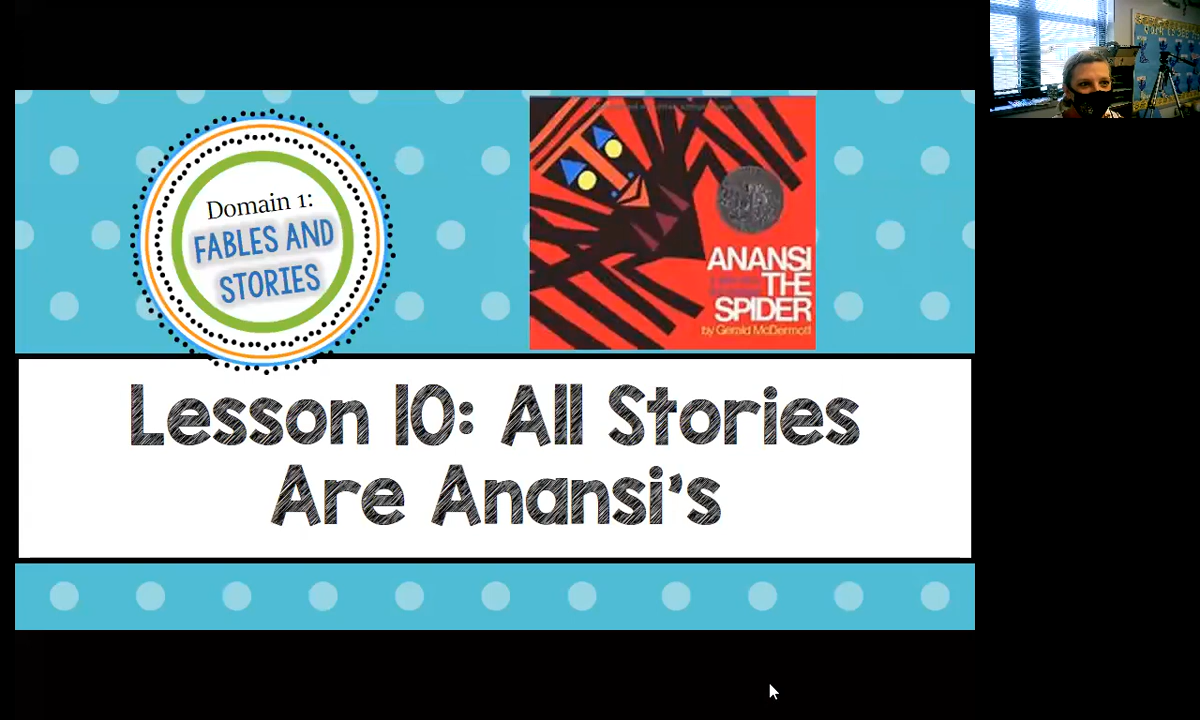 Domain 1:
FABLES AND
STORIES
ANANSI
THE
SPIDER
by Gerald McDermott
Lesson 10: All Stories
Are Anansi's